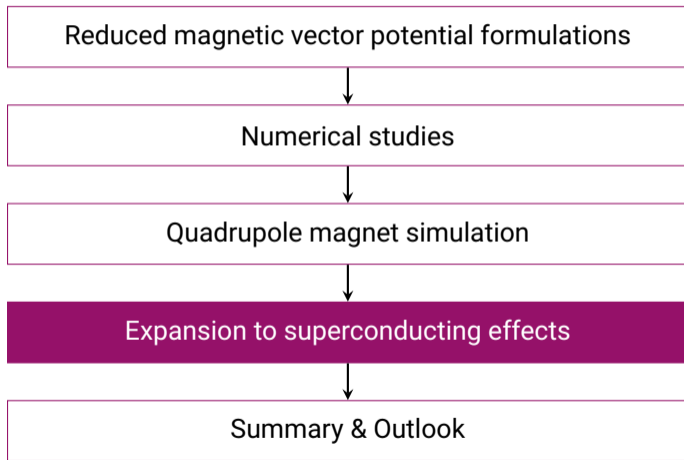 Reduced magnetic vector potential formulations
Numerical studies
Quadrupole magnet simulation
Expansion to superconducting effects
Summary & Outlook